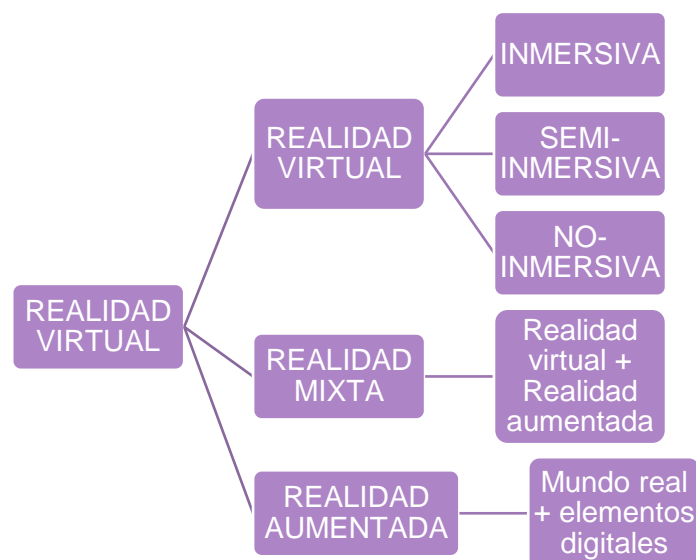 REALIDAD
VIRTUAL
REALIDAD
VIRTUAL
INMERSIVA
SEMI-
INMERSIVA
NO-
INMERSIVA
REALIDAD
MIXTA
Realidad
virtual +
Realidad
aumentada
REALIDAD
AUMENTADA
Mundo real
+ elementos
digitales